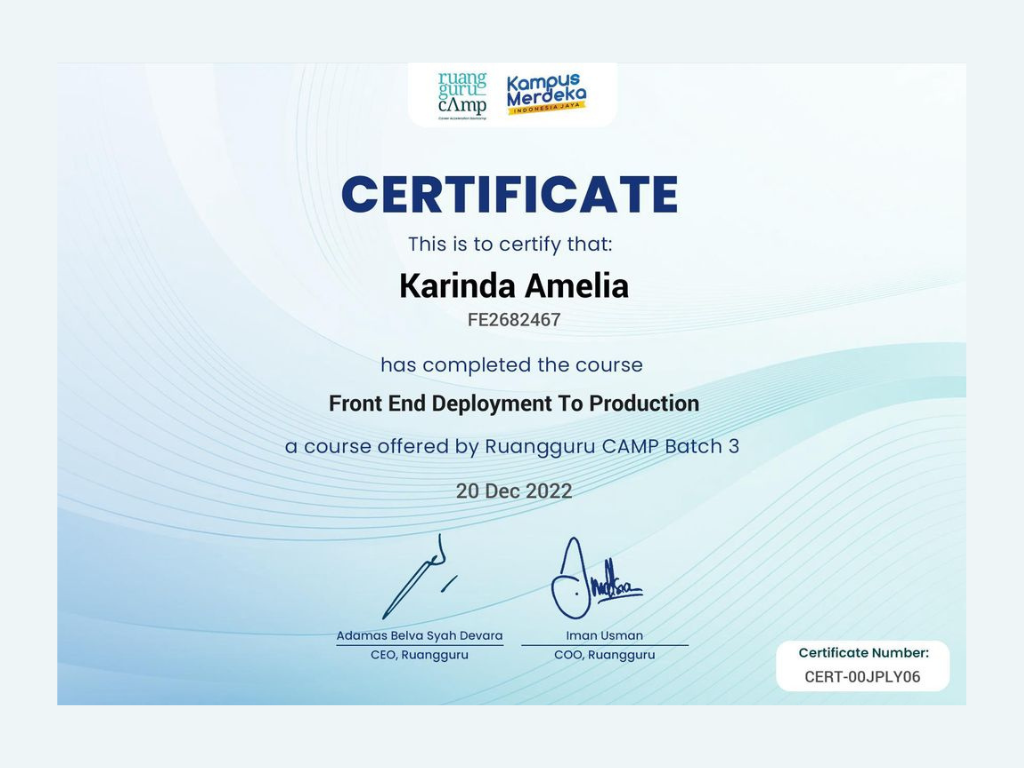 ruang
guru
cAmp
Kampus
Merdeka
INDONESIA JAYA
CERTIFICATE
This is to certify that:
Karinda Amelia
FE2682467
has completed the course
Front End Deployment To Production
a course offered by Ruangguru CAMP Batch 3
20 Dec 2022
Adamas Belva Syah Devara
CEO, Ruangguru
Iman Usman
COO, Ruangguru
Certificate Number:
CERT-00JPLY06